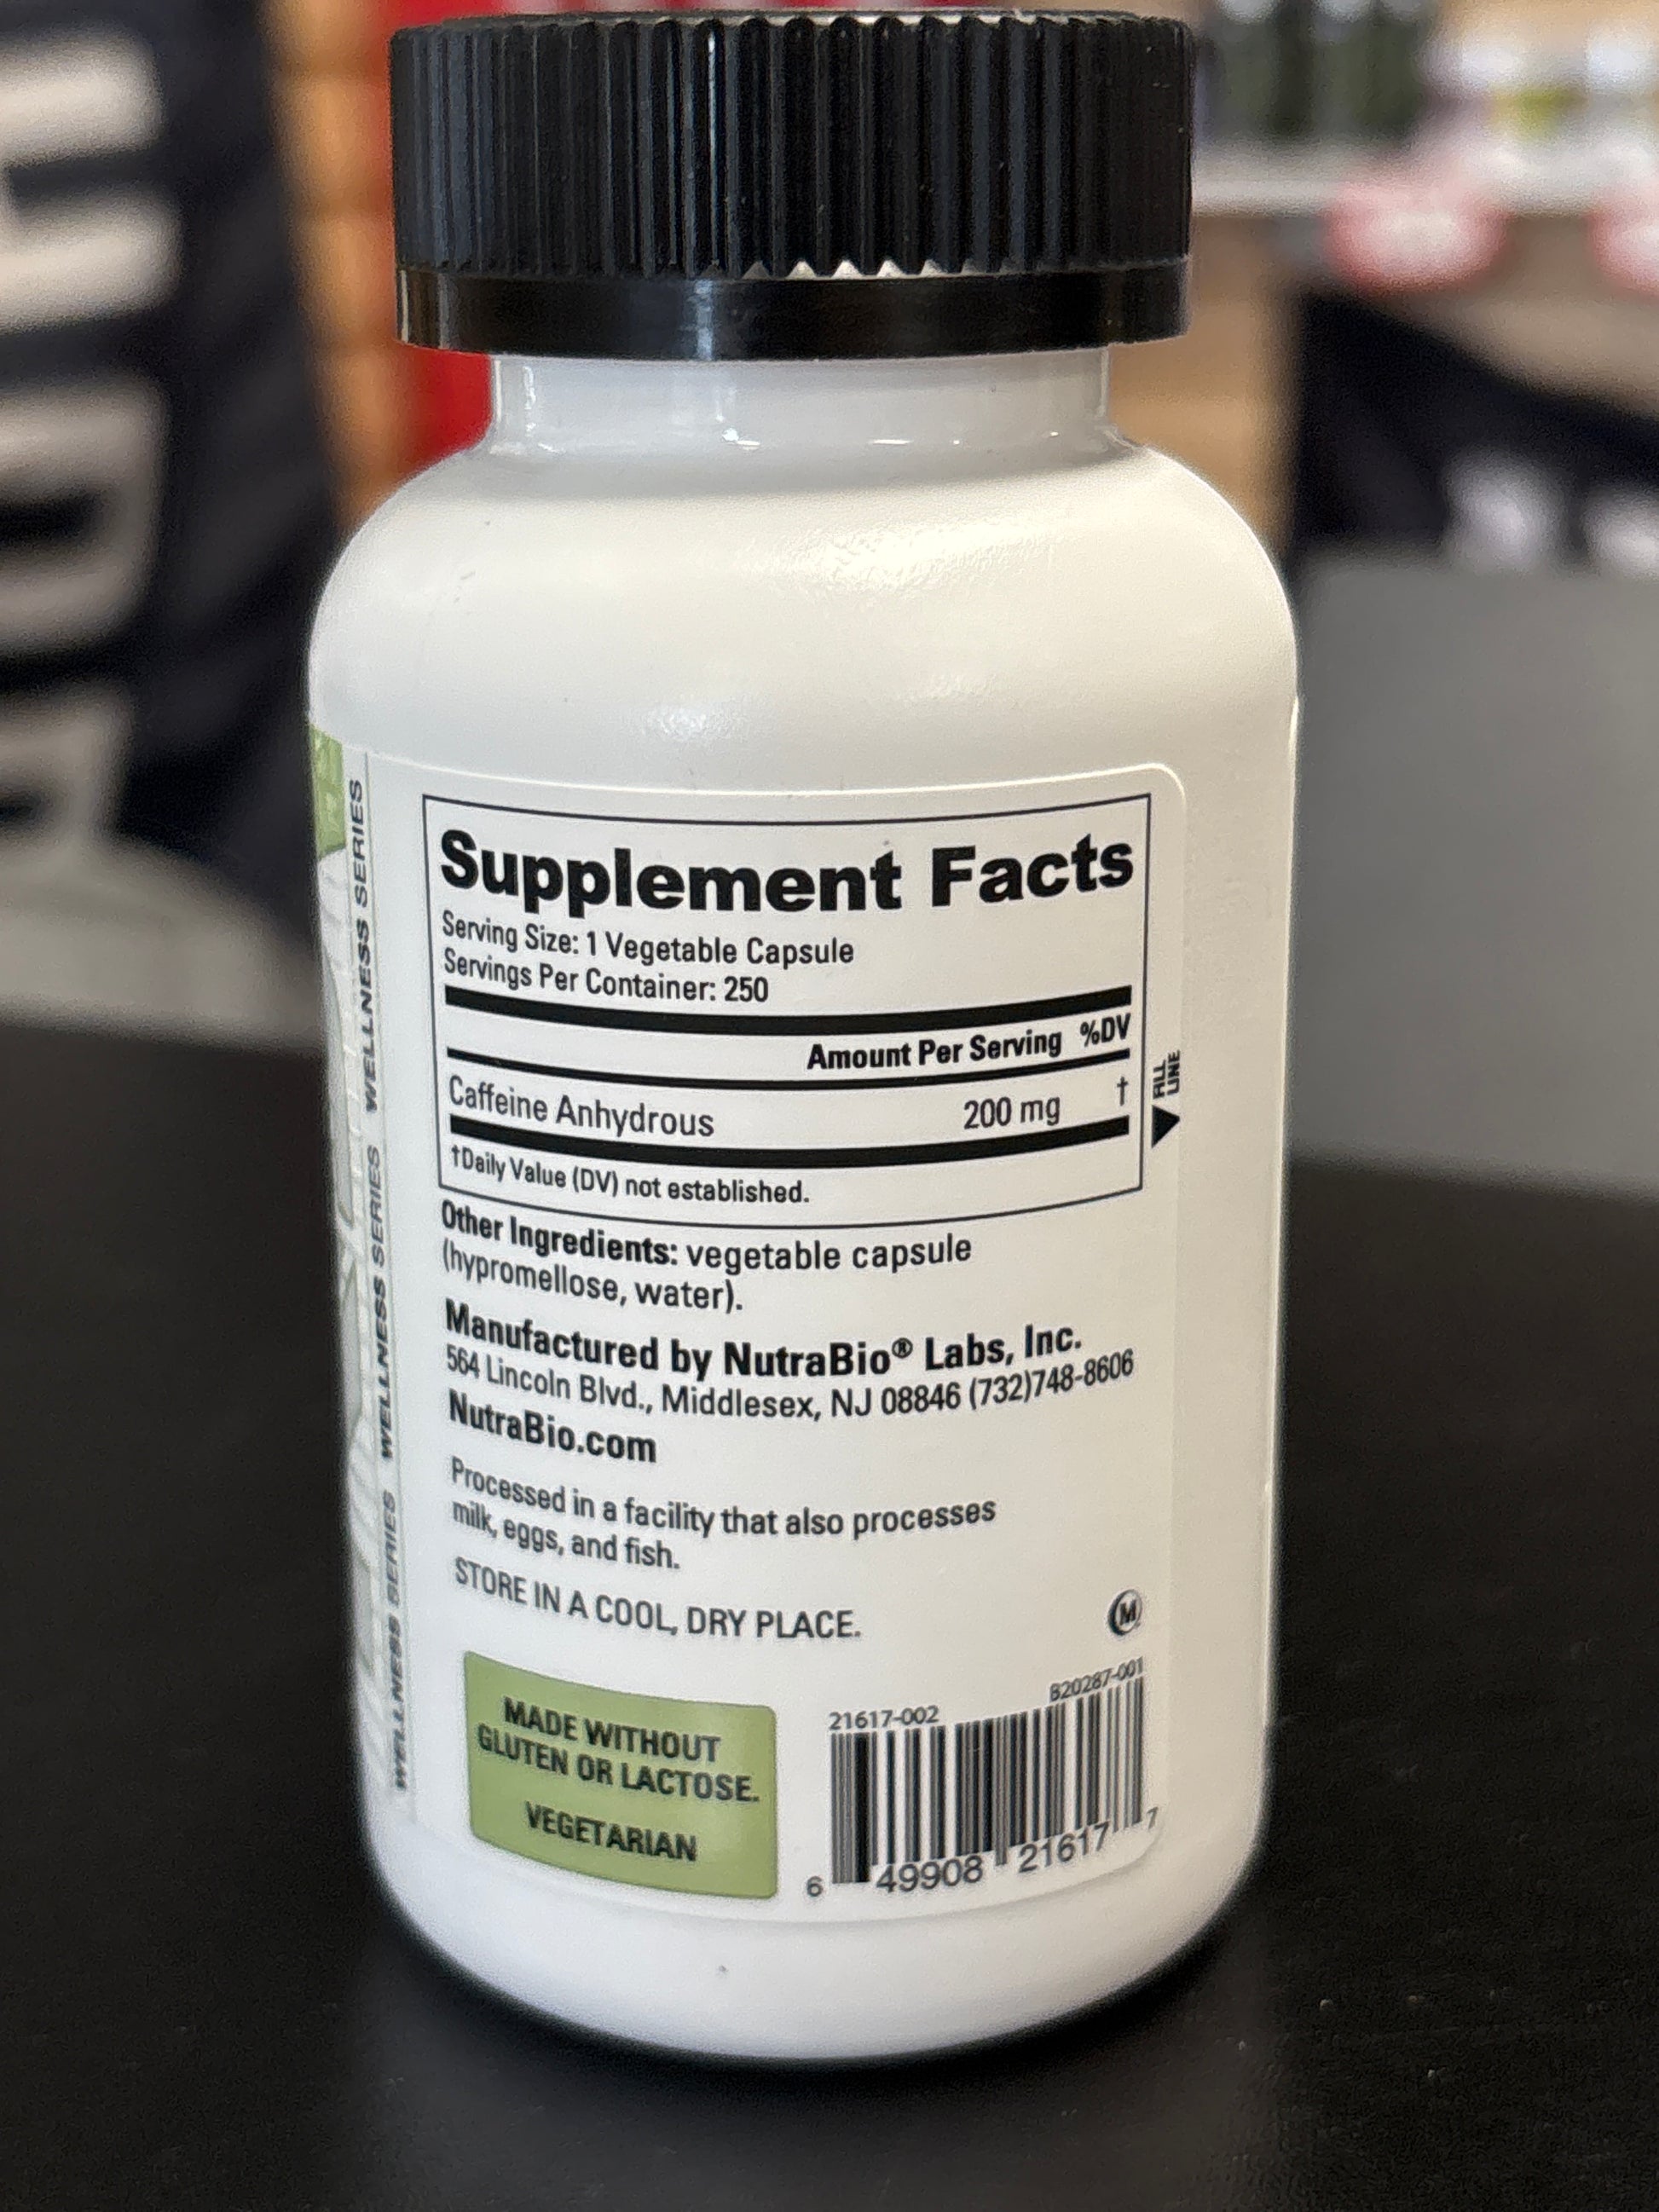 Supplement Facts
Serving Size: 1 Vegetable Capsule
Servings Per Container: 250
Amount Per Serving %DV
Caffeine Anhydrous 200 mg †
†Daily Value (DV) not established.
FILL
LINE
Other Ingredients: vegetable capsule
(hypromellose, water).
Manufactured by NutraBio® Labs, Inc.
564 Lincoln Blvd., Middlesex, NJ 08846 (732)748-8606
NutraBio.com
Processed in a facility that also processes
milk, eggs, and fish.
STORE IN A COOL, DRY PLACE.
M
MADE WITHOUT
GLUTEN OR LACTOSE.
VEGETARIAN
21617-002 B20287-001
6 49908 21617 7
WELLNESS SERIES WELLNESS SERIES WELLNESS SERIES